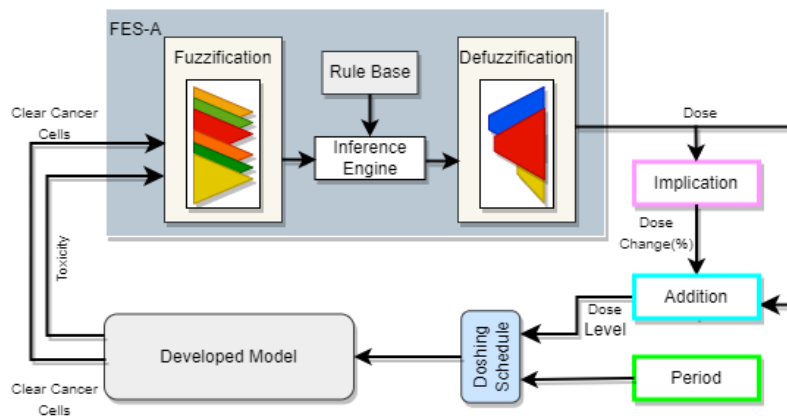 FES-A
Fuzzification
Rule Base
Defuzzification
Clear Cancer
Cells
Inference
Engine
Dose
Implication
Toxicity
Dose
Change(%)
Addition
Dose
Level
Developed Model
Doshing
Schedule
Period
Clear Cancer
Cells